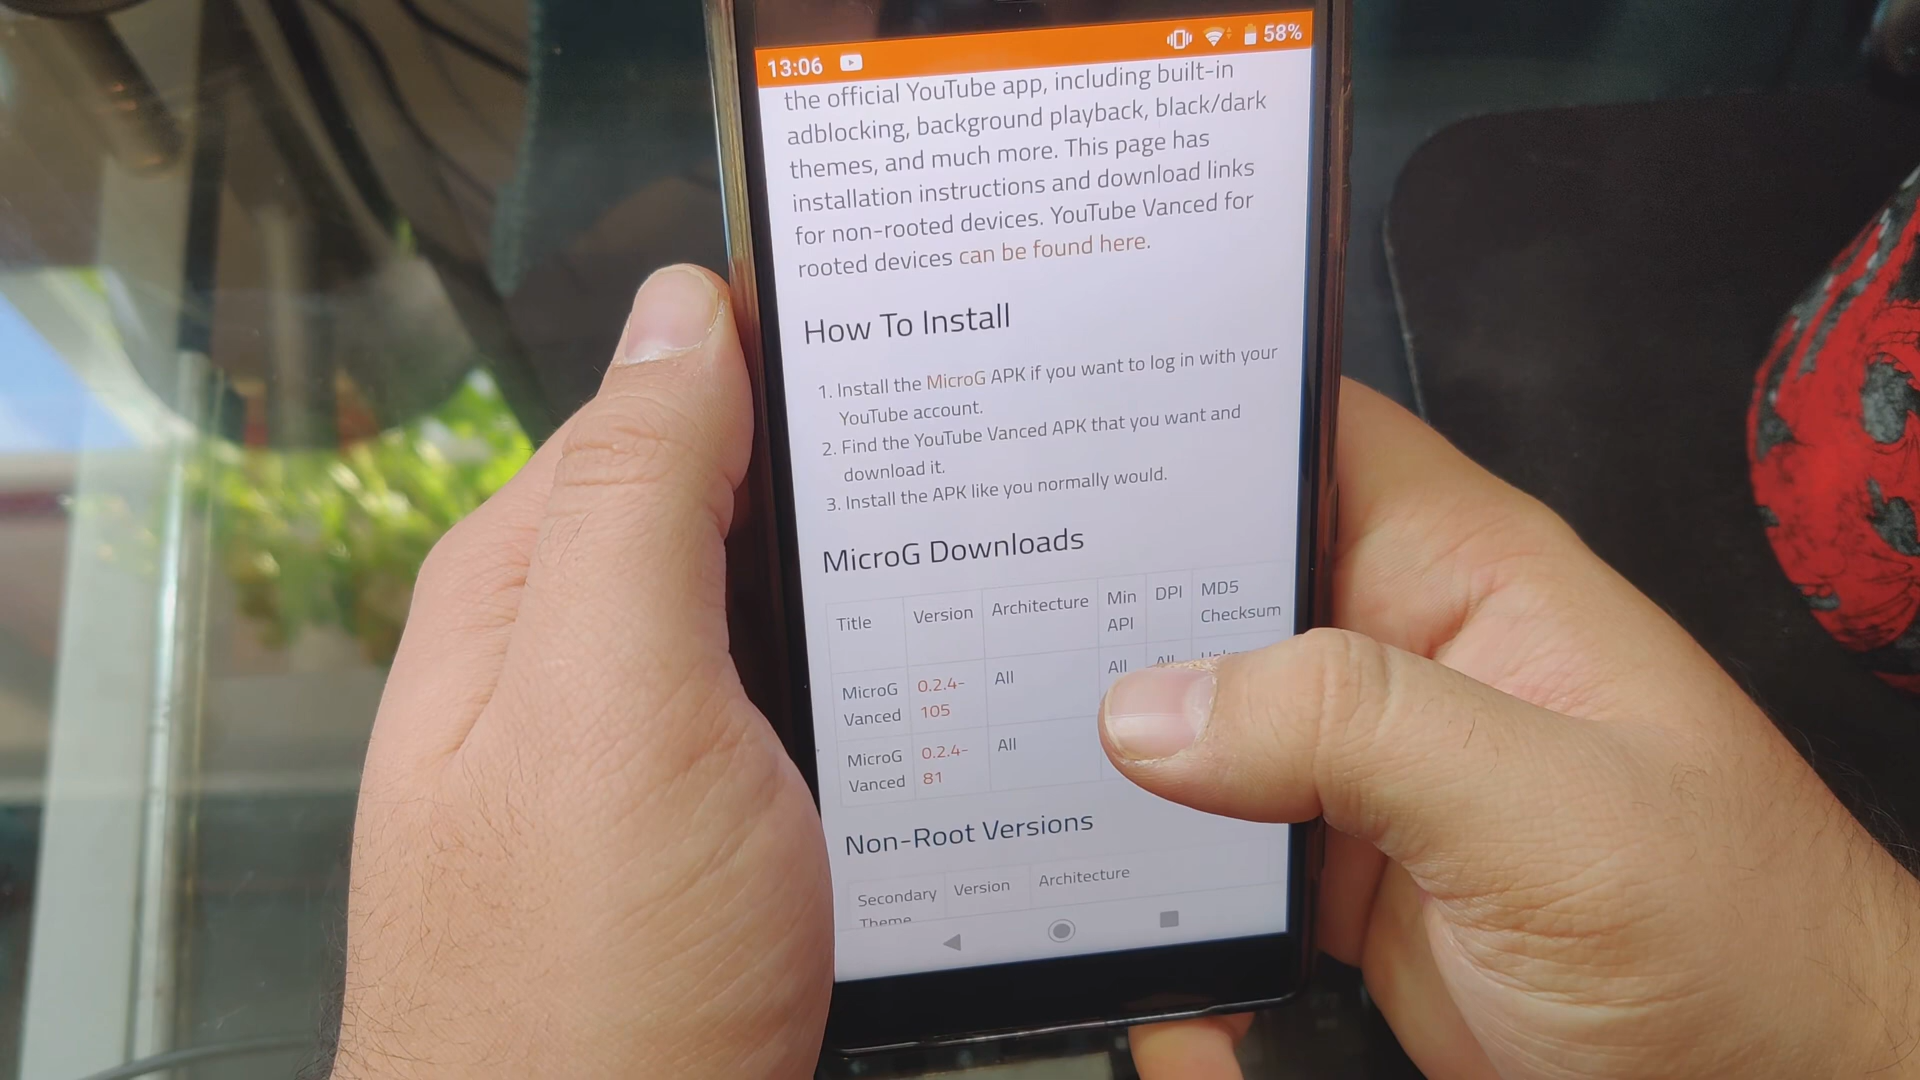 13:06
58%
the official YouTube app, including built-in
adblocking, background playback, black/dark
themes, and much more. This page has
installation instructions and download links
for non-rooted devices. YouTube Vanced for
rooted devices can be found here.
How To Install
1. Install the MicroG APK if you want to log in with your
YouTube account.
2. Find the YouTube Vanced APK that you want and
download it.
3. Install the APK like you normally would.
MicroG Downloads
Title Version Architecture Min API DPI MD5 Checksum
MicroG Vanced 0.2.4-105 All All All
MicroG Vanced 0.2.4-81 All
Non-Root Versions
Secondary Theme Version Architecture